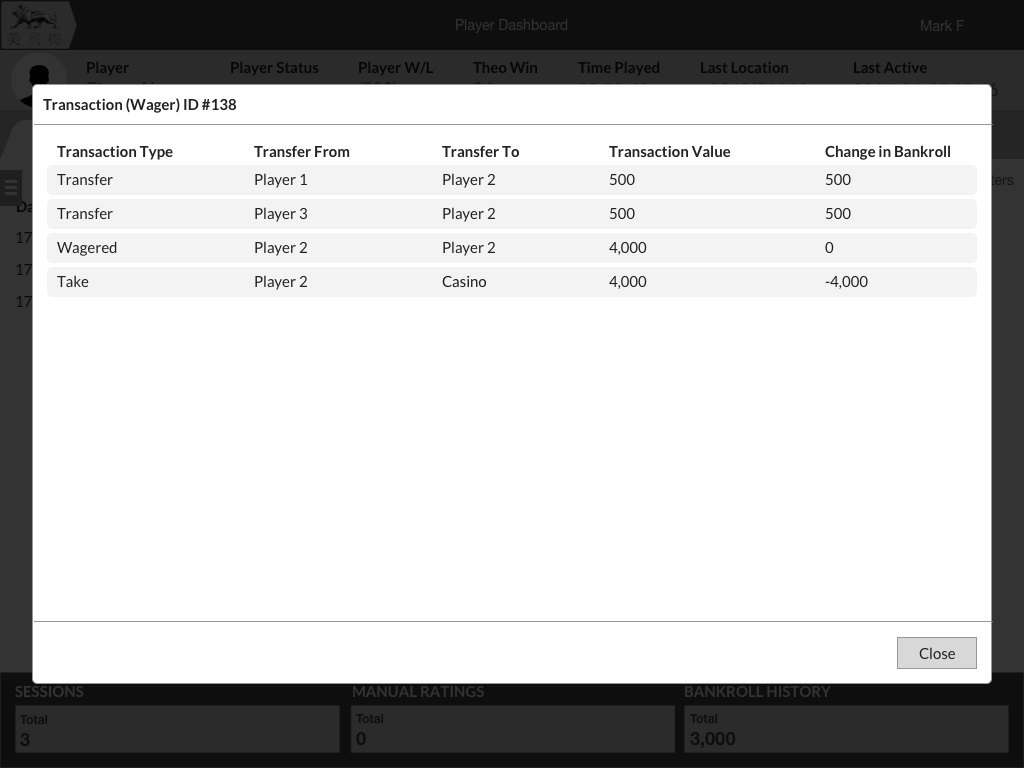 Player Dashboard
Mark F
Player Player Status Player W/L Theo Win Time Played Last Location Last Active
Transaction (Wager) ID #138
Transaction Type Transfer From Transfer To Transaction Value Change in Bankroll
Transfer Player 1 Player 2 500 500
Transfer Player 3 Player 2 500 500
Wagered Player 2 Player 2 4,000 0
Take Player 2 Casino 4,000 -4,000
17
17
17
Close
SESSIONS MANUAL RATINGS BANKROLL HISTORY
Total Total Total
3 0 3,000